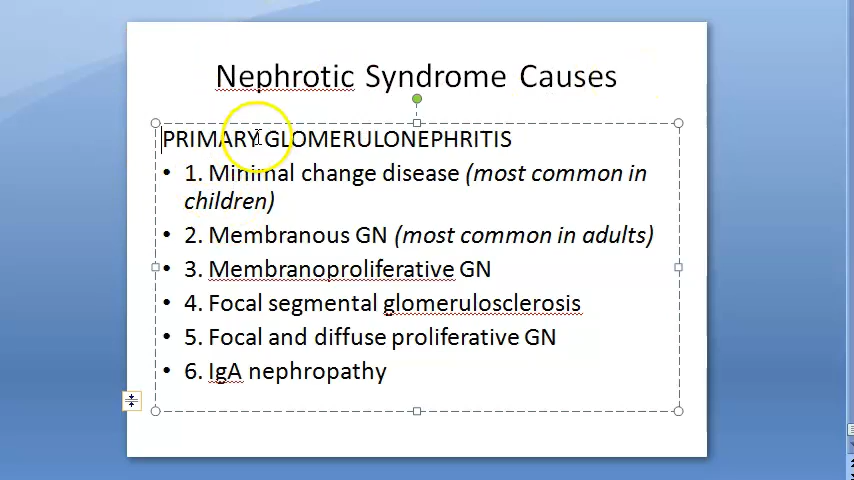 Nephrotic Syndrome Causes
PRIMARY GLOMERULONEPHRITIS
• 1. Minimal change disease (most common in
children)
• 2. Membranous GN (most common in adults)
• 3. Membranoproliferative GN
• 4. Focal segmental glomerulosclerosis
• 5. Focal and diffuse proliferative GN
• 6. IgA nephropathy